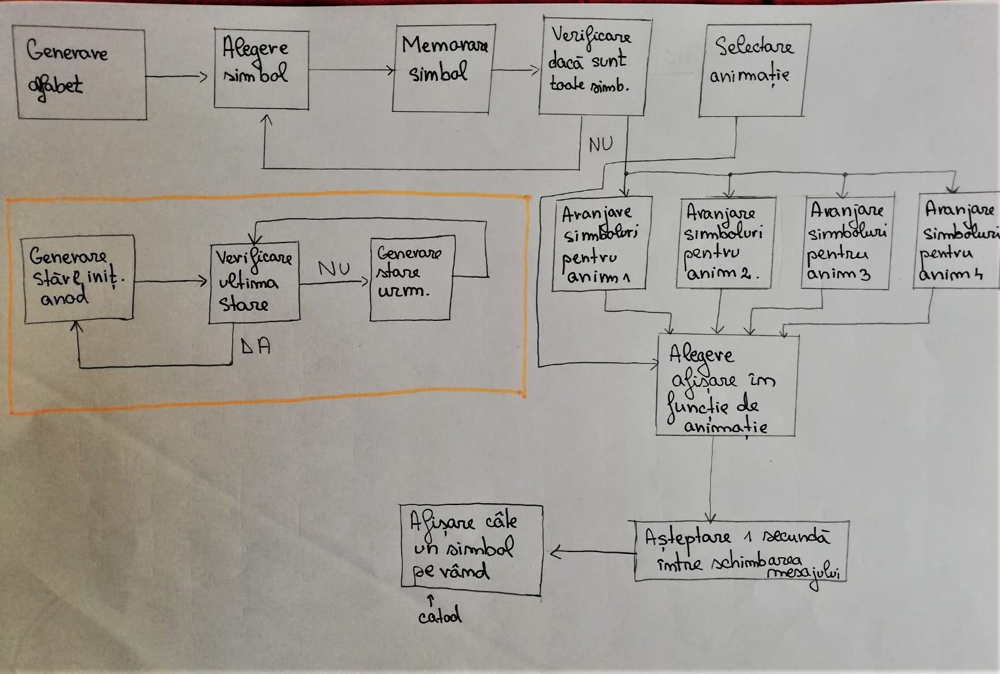 Generare
alfabet
Alegere
simbol
Memorare
simbol
Verificare
dacă sunt
toate simb.
Selectare
animație
NU
Aranjare
simboluri
pentru
anim 1
Aranjare
simboluri
pentru
anim 2.
Aranjare
simboluri
pentru
anim 3
Aranjare
simboluri
pentru
anim 4
Generare
stării iniț.
anod
Verificare
ultima
stare
NU
Generare
stare
urm.
DA
Alegere
afișare în
funcție de
animație
Așteptare 1 secundă
între schimbarea
mesajului
Afișare câte
un simbol
pe rând
catod